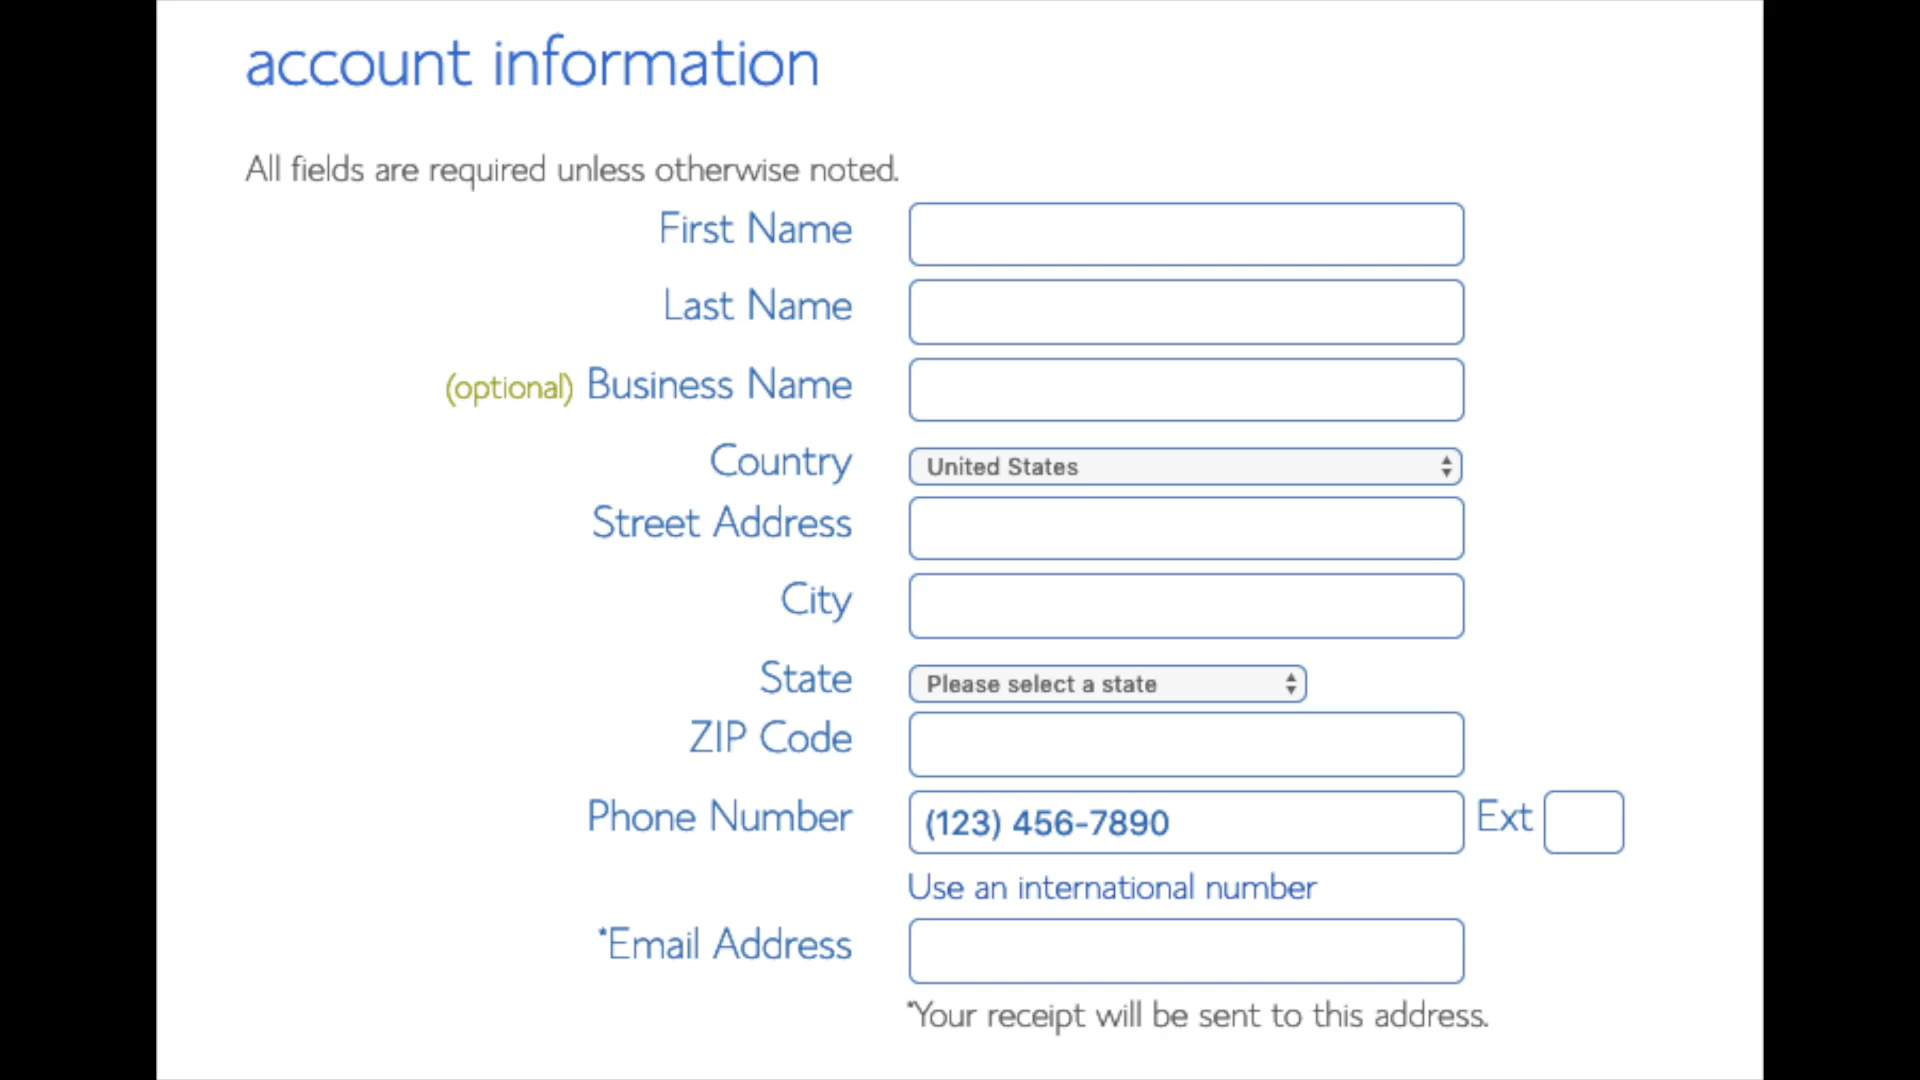 account information
All fields are required unless otherwise noted.
First Name
Last Name
(optional) Business Name
Country United States
Street Address
City
State Please select a state
ZIP Code
Phone Number (123) 456-7890 Ext
Use an international number
*Email Address
*Your receipt will be sent to this address.